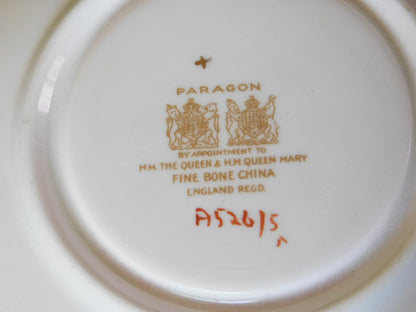 PARAGON
BY APPOINTMENT TO
H.M. THE QUEEN & H.M. QUEEN MARY
FINE BONE CHINA
ENGLAND REGD.
A526/5